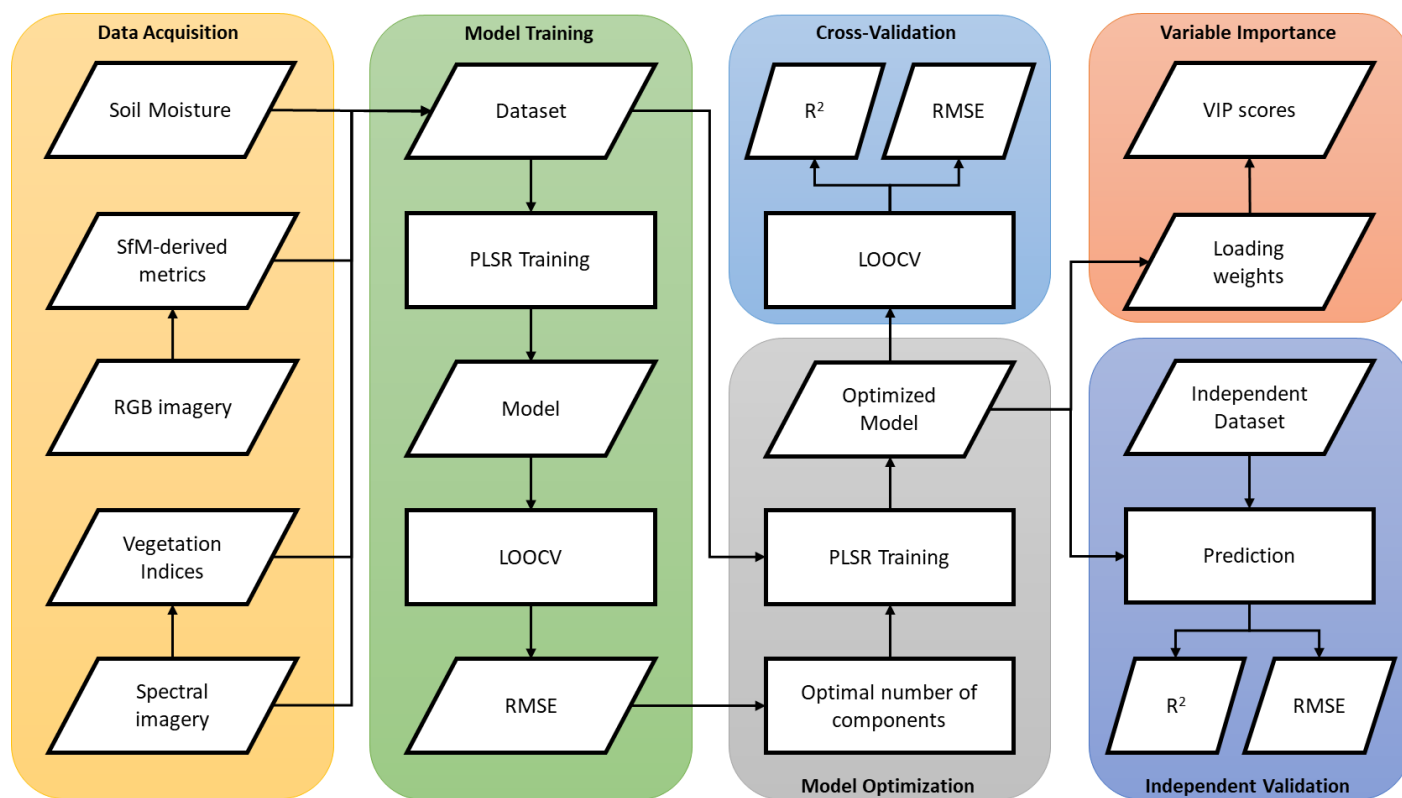 Data Acquisition
Soil Moisture
SfM-derived
metrics
RGB imagery
Vegetation
Indices
Spectral
imagery
Model Training
Dataset
PLSR Training
Model
LOOCV
RMSE
Cross-Validation
R²
RMSE
LOOCV
Optimized
Model
PLSR Training
Optimal number of
components
Model Optimization
Variable Importance
VIP scores
Loading
weights
Independent
Dataset
Prediction
R²
RMSE
Independent Validation